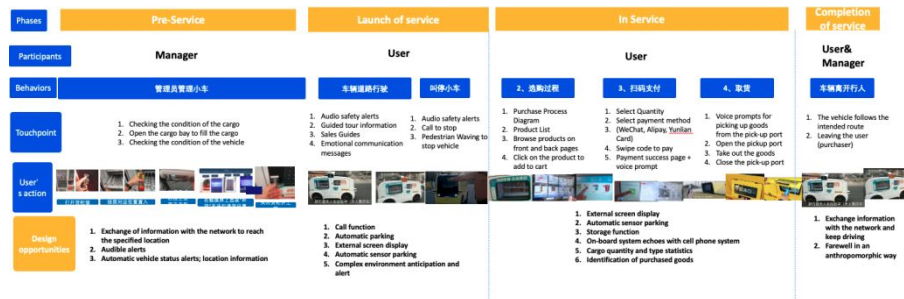 Phases
Pre-Service
Launch of service
In Service
Completion
of service
Participants
Manager
User
User
User&
Manager
Behaviors
管理员管理小车
车辆道路行驶
叫停小车
2、选购过程
3、扫码支付
4、取货
车辆离开行人
Touchpoint
1. Checking the condition of the cargo
2. Open the cargo bay to fill the cargo
3. Checking the condition of the vehicle
1. Audio safety alerts
2. Guided tour information
3. Sales Guides
4. Emotional communication
messages
1. Audio safety alerts
2. Call to stop
3. Pedestrian Waving to
stop vehicle
1. Purchase Process
Diagram
2. Product List
3. Browse products on
front and back pages
4. Click on the product to
add to cart
1. Select Quantity
2. Select payment method
3. (WeChat, Alipay, Yunlian
Card)
4. Swipe code to pay
5. Payment success page +
voice prompt
1. Voice prompts for
picking up goods
from the pick-up port
2. Open the pickup port
3. Take out the goods
4. Close the pick-up port
1. The vehicle follows the
intended route
2. Leaving the user
(purchaser)
User'
s action
Design
opportunities
1. Exchange of information with the network to reach
the specified location
2. Audible alerts
3. Automatic vehicle status alerts; location information
1. Call function
2. Automatic parking
3. External screen display
4. Automatic sensor parking
5. Complex environment anticipation and
alert
1. External screen display
2. Automatic sensor parking
3. Storage function
4. On-board system echoes with cell phone system
5. Cargo quantity and type statistics
6. Identification of purchased goods
1. Exchange information
with the network and
keep driving
2. Farewell in an
anthropomorphic way